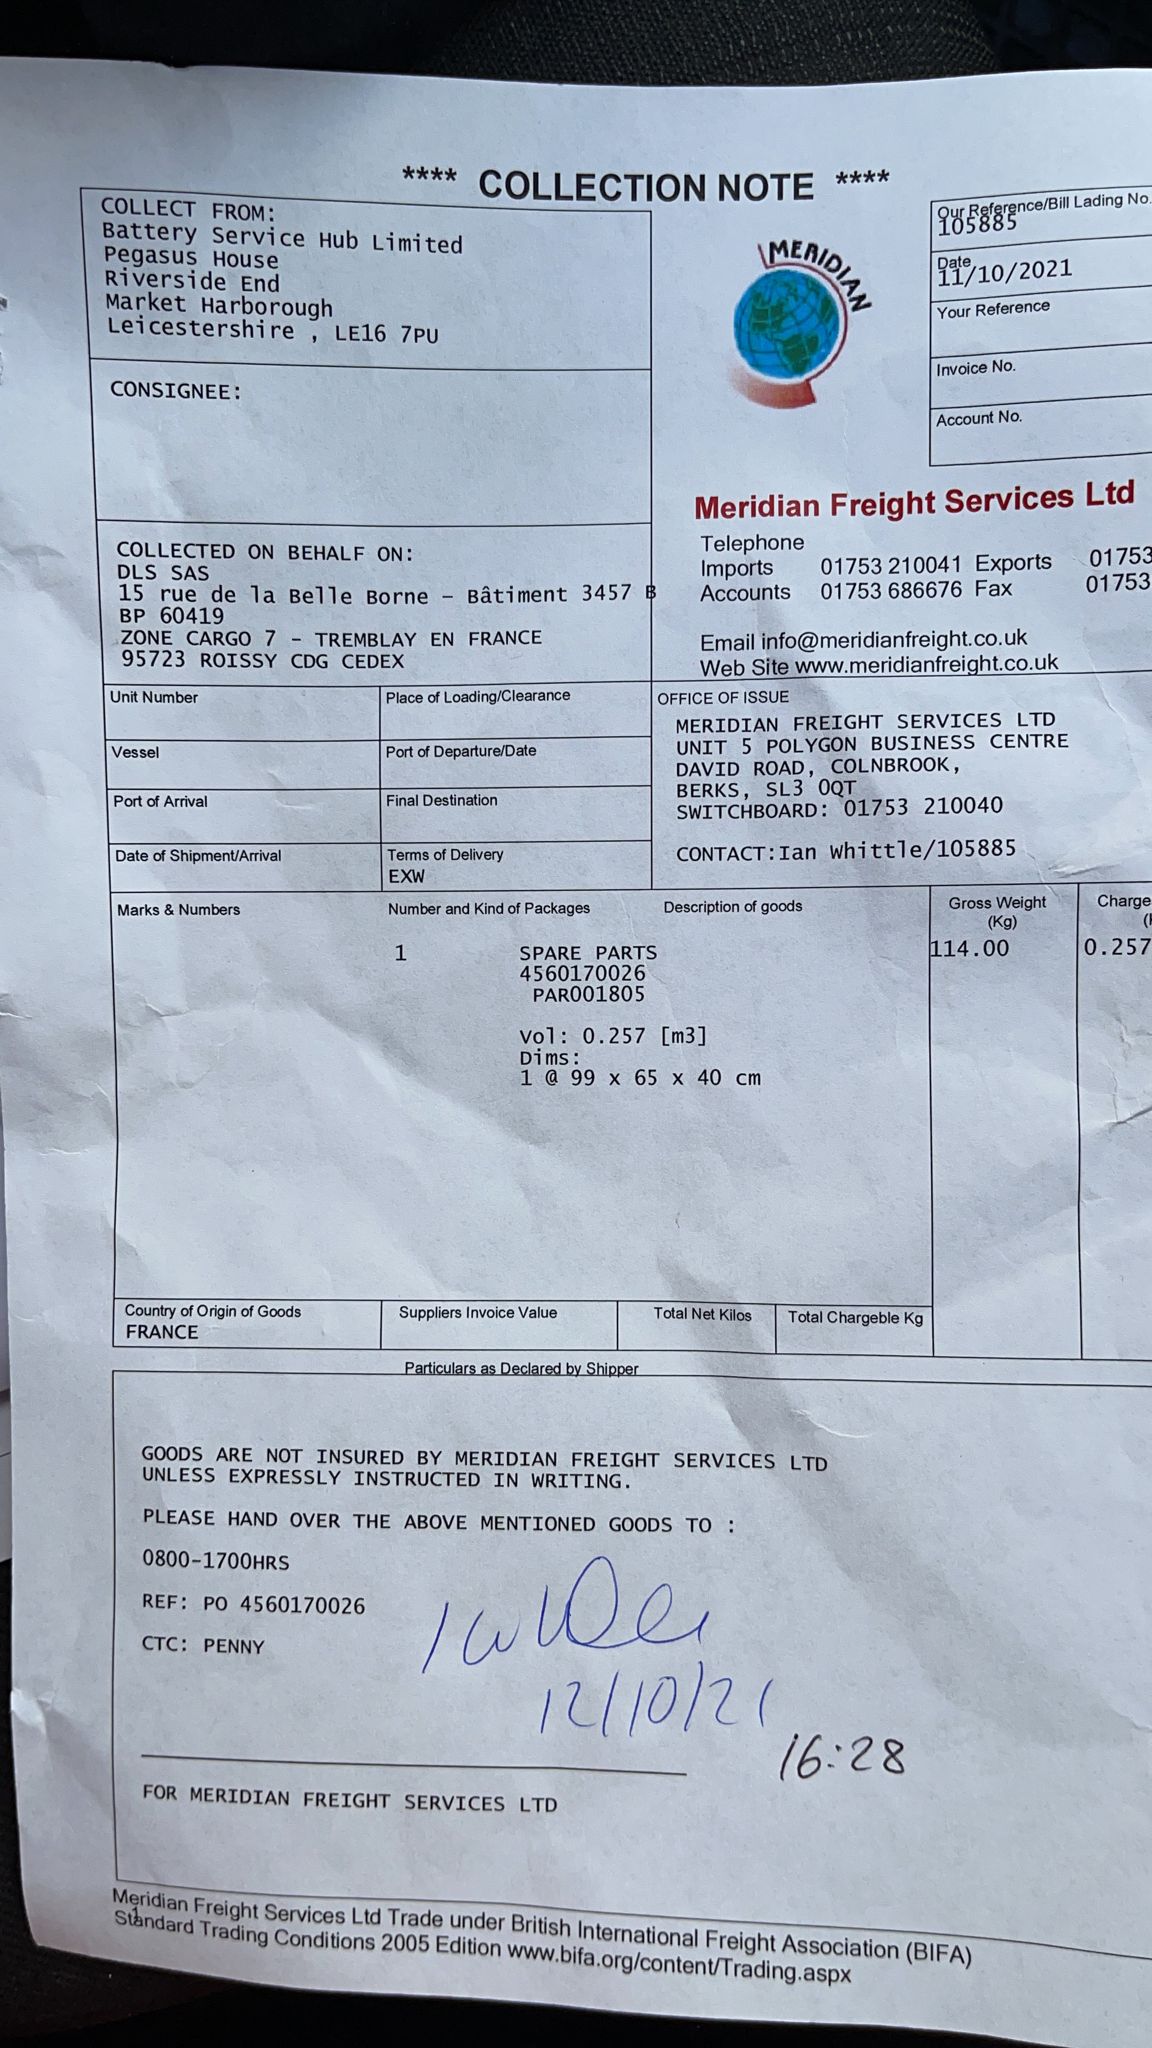 **** COLLECTION NOTE ****
COLLECT FROM:
Battery Service Hub Limited
Pegasus House
Riverside End
Market Harborough
Leicestershire , LE16 7PU
CONSIGNEE:
COLLECTED ON BEHALF ON:
DLS SAS
15 rue de la Belle Borne – Bâtiment 3457 B
BP 60419
ZONE CARGO 7 - TREMBLAY EN FRANCE
95723 ROISSY CDG CEDEX
MERIDIAN
Our Reference/Bill Lading No.
105885
Date
11/10/2021
Your Reference
Invoice No.
Account No.
Meridian Freight Services Ltd
Telephone
Imports 01753 210041 Exports 01753
Accounts 01753 686676 Fax 01753
Email info@meridianfreight.co.uk
Web Site www.meridianfreight.co.uk
Unit Number
Place of Loading/Clearance
Vessel
Port of Departure/Date
Port of Arrival
Final Destination
Date of Shipment/Arrival
Terms of Delivery
EXW
OFFICE OF ISSUE
MERIDIAN FREIGHT SERVICES LTD
UNIT 5 POLYGON BUSINESS CENTRE
DAVID ROAD, COLNBROOK,
BERKS, SL3 0QT
SWITCHBOARD: 01753 210040
CONTACT:Ian Whittle/105885
Marks & Numbers
Number and Kind of Packages
Description of goods
Gross Weight
(Kg)
Charge
1
SPARE PARTS
114.00
0.257
4560170026
PAR001805
Vol: 0.257 [m3]
Dims:
1 @ 99 x 65 x 40 cm
Country of Origin of Goods
FRANCE
Suppliers Invoice Value
Total Net Kilos
Total Chargeable Kg
Particulars as Declared by Shipper
GOODS ARE NOT INSURED BY MERIDIAN FREIGHT SERVICES LTD
UNLESS EXPRESSLY INSTRUCTED IN WRITING.
PLEASE HAND OVER THE ABOVE MENTIONED GOODS TO :
0800-1700HRS
REF: PO 4560170026
CTC: PENNY
12/10/21
16:28
FOR MERIDIAN FREIGHT SERVICES LTD
Meridian Freight Services Ltd Trade under British International Freight Association (BIFA)
1
Standard Trading Conditions 2005 Edition www.bifa.org/content/Trading.aspx